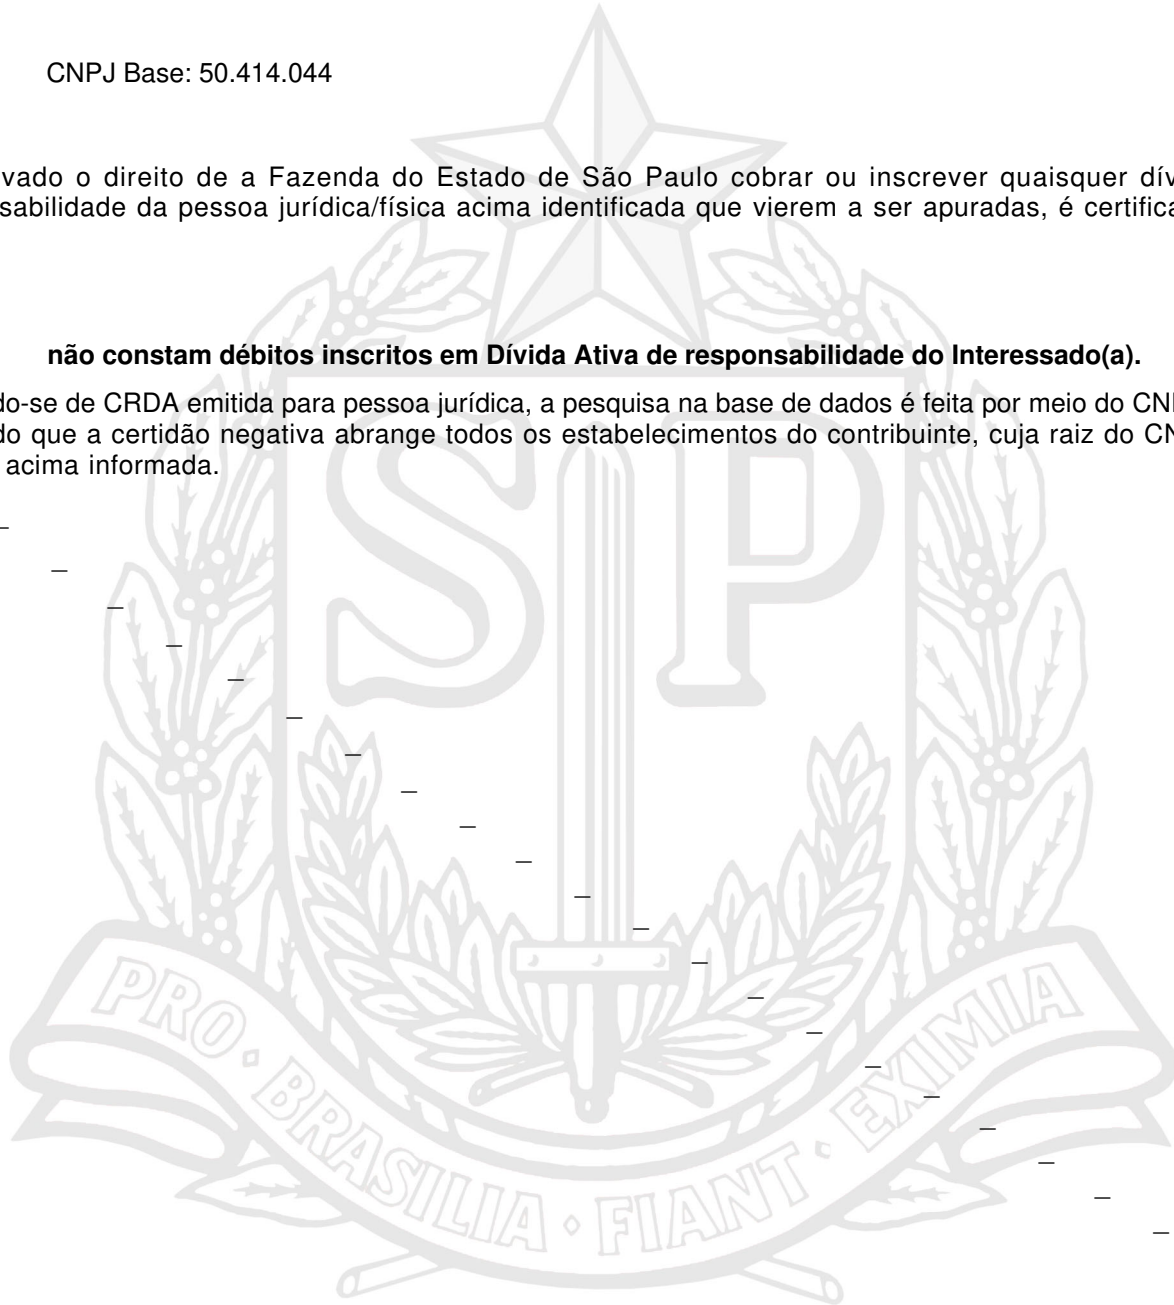 CNPJ Base: 50.414.044
vado o direito de a Fazenda do Estado de São Paulo cobrar ou inscrever quaisquer dív
sabilidade da pessoa jurídica/física acima identificada que vierem a ser apuradas, é certifica
não constam débitos inscritos em Dívida Ativa de responsabilidade do Interessado(a).
do-se de CRDA emitida para pessoa jurídica, a pesquisa na base de dados é feita por meio do CNP
do que a certidão negativa abrange todos os estabelecimentos do contribuinte, cuja raiz do CN
acima informada.
SP
PRO • BRASILIA • FIANT • EXIMIA